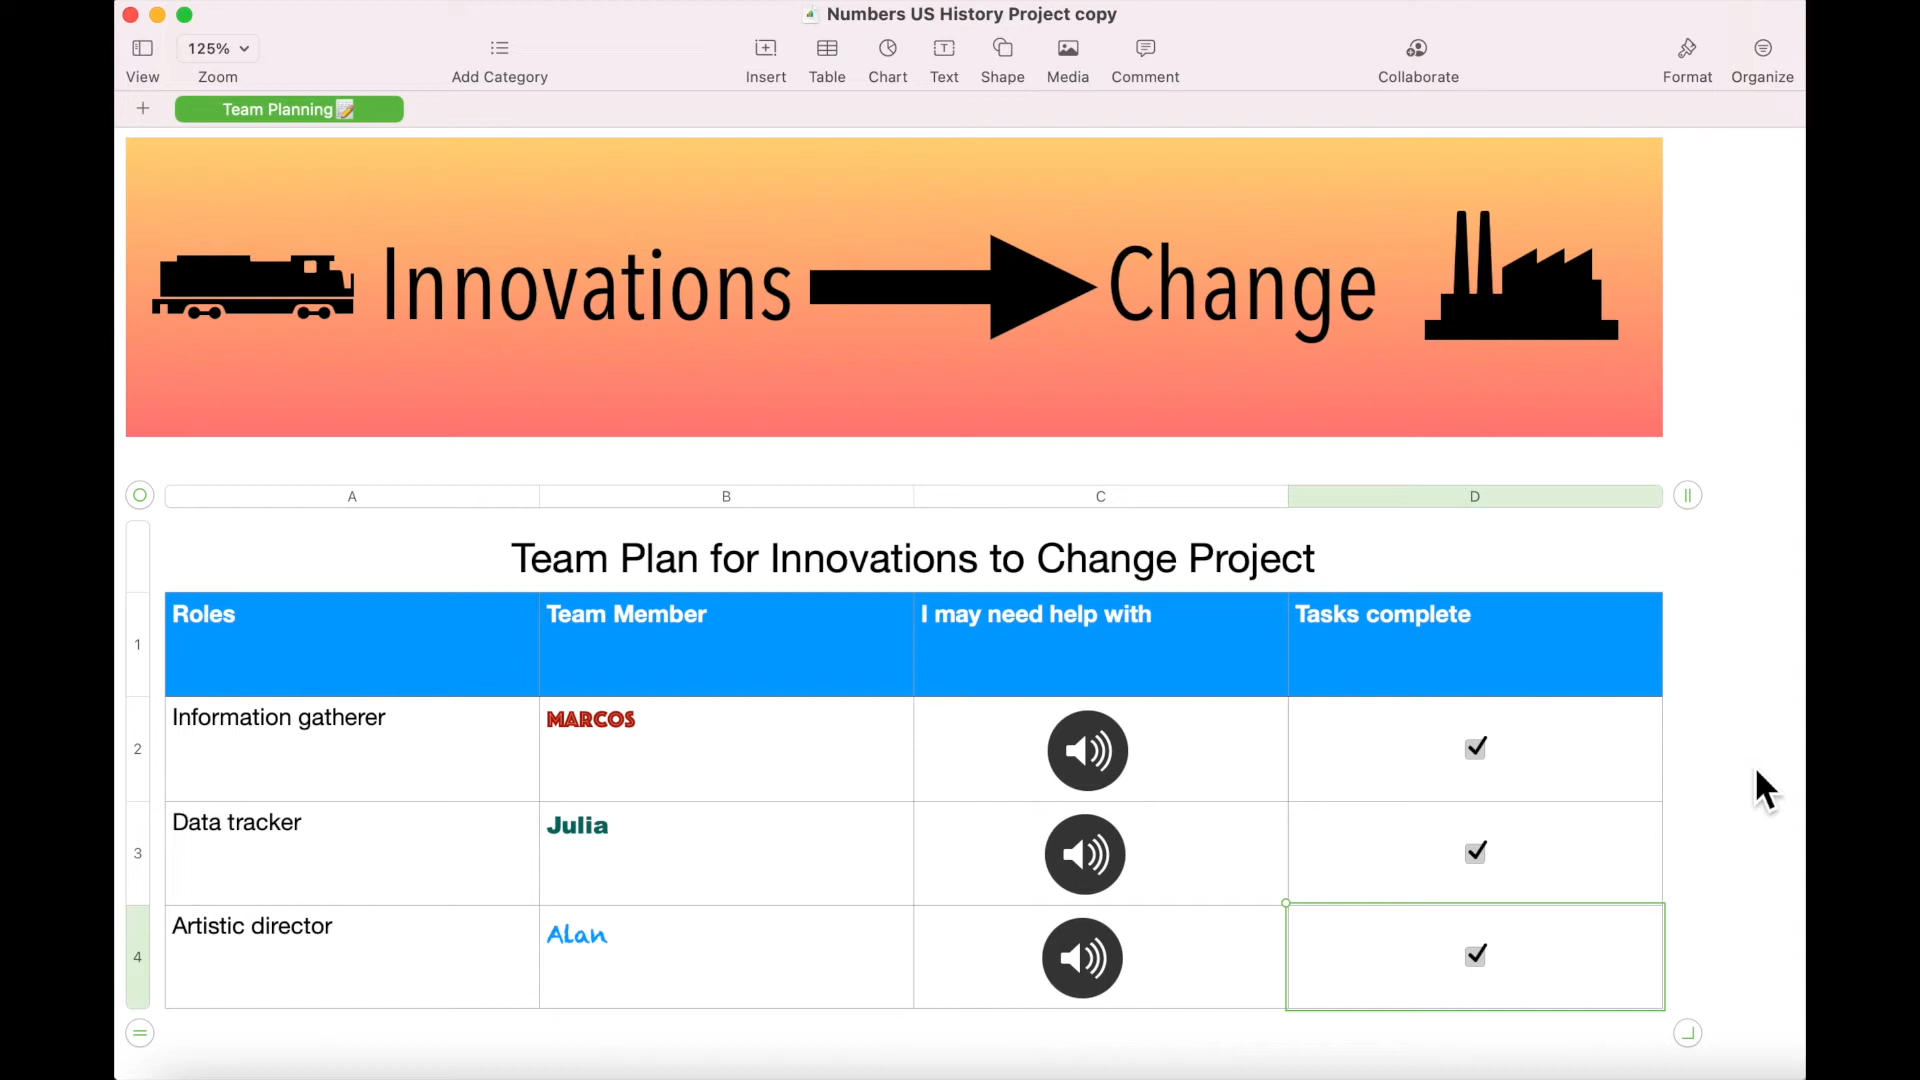 Numbers US History Project copy
125%
View Zoom Add Category Insert Table Chart Text Shape Media Comment Collaborate Format Organize
Team Planning
Innovations Change
A B C D
Team Plan for Innovations to Change Project
1 Roles Team Member I may need help with Tasks complete
2 Information gatherer MARCOS
3 Data tracker Julia
4 Artistic director Alan